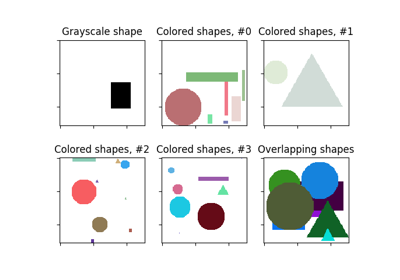 Grayscale shape
Colored shapes, #0
Colored shapes, #1
Colored shapes, #2
Colored shapes, #3
Overlapping shapes